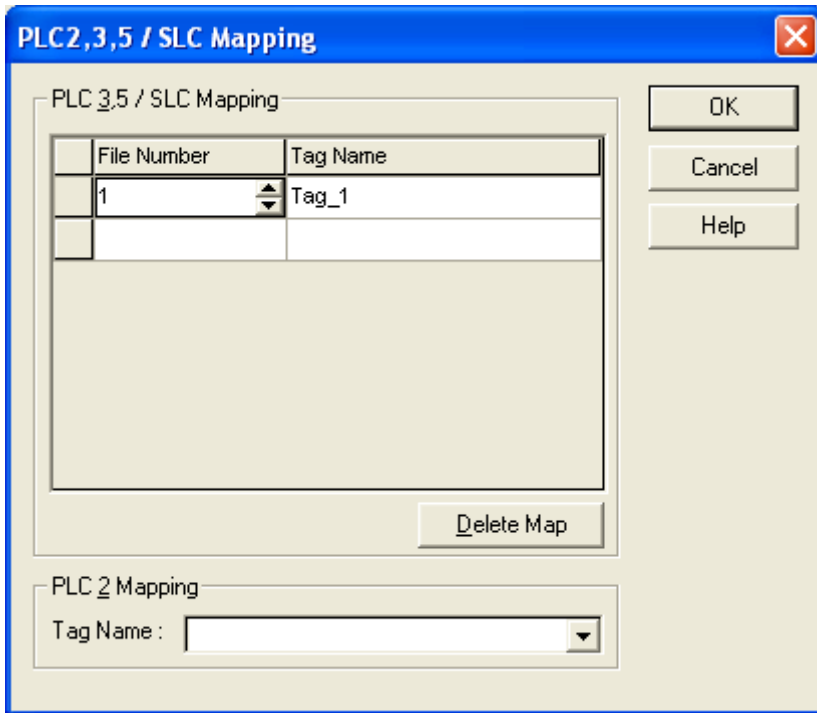 PLC2,3,5 / SLC Mapping
PLC 3,5 / SLC Mapping
File Number Tag Name
1 Tag_1
Delete Map
PLC 2 Mapping
Tag Name :
OK
Cancel
Help